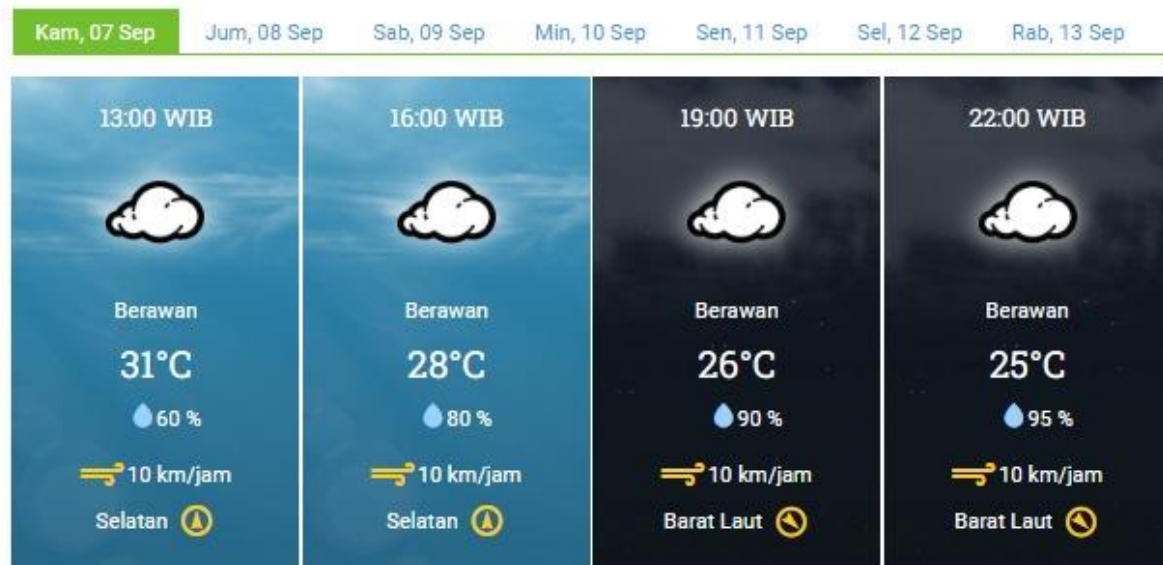 Kam, 07 Sep Jum, 08 Sep Sab, 09 Sep Min, 10 Sep Sen, 11 Sep Sel, 12 Sep Rab, 13 Sep
13:00 WIB
Berawan
31°C
60 %
10 km/jam
Selatan
16:00 WIB
Berawan
28°C
80 %
10 km/jam
Selatan
19:00 WIB
Berawan
26°C
90 %
10 km/jam
Barat Laut
22:00 WIB
Berawan
25°C
95 %
10 km/jam
Barat Laut